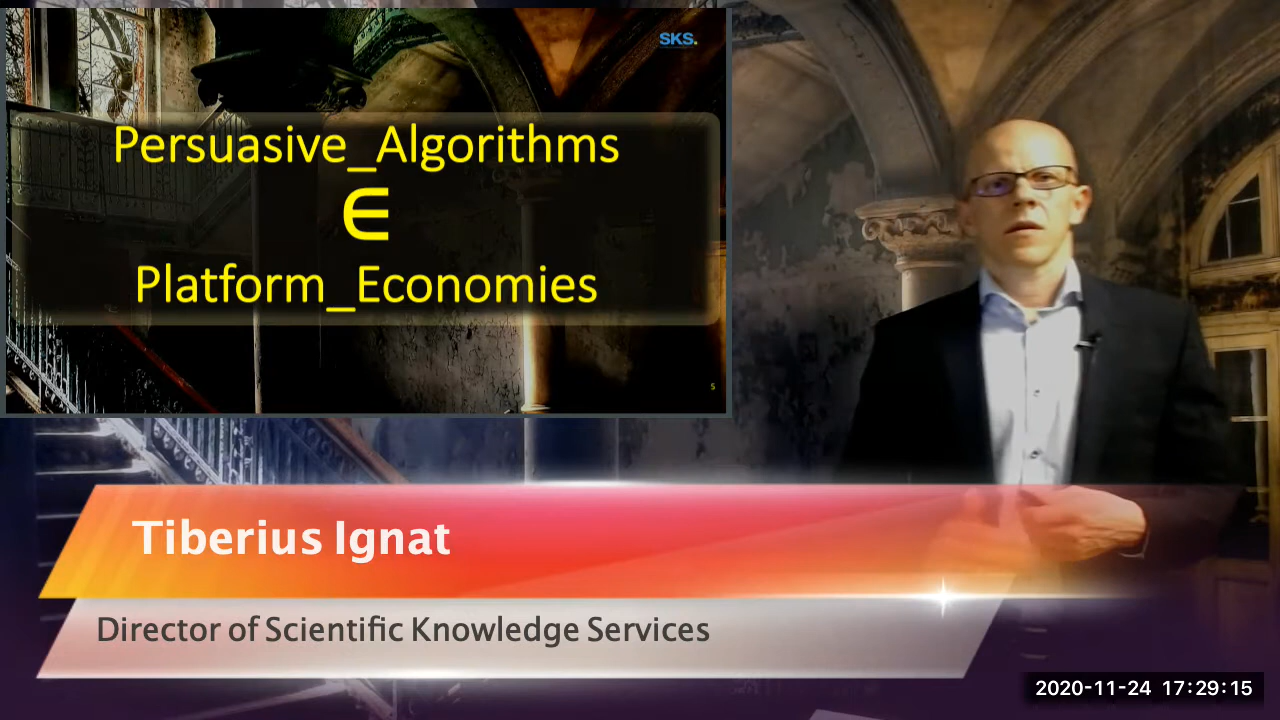 SKS.
Persuasive_Algorithms
∈
Platform_Economies
5
Tiberius Ignat
Director of Scientific Knowledge Services
2020-11-24 17:29:15